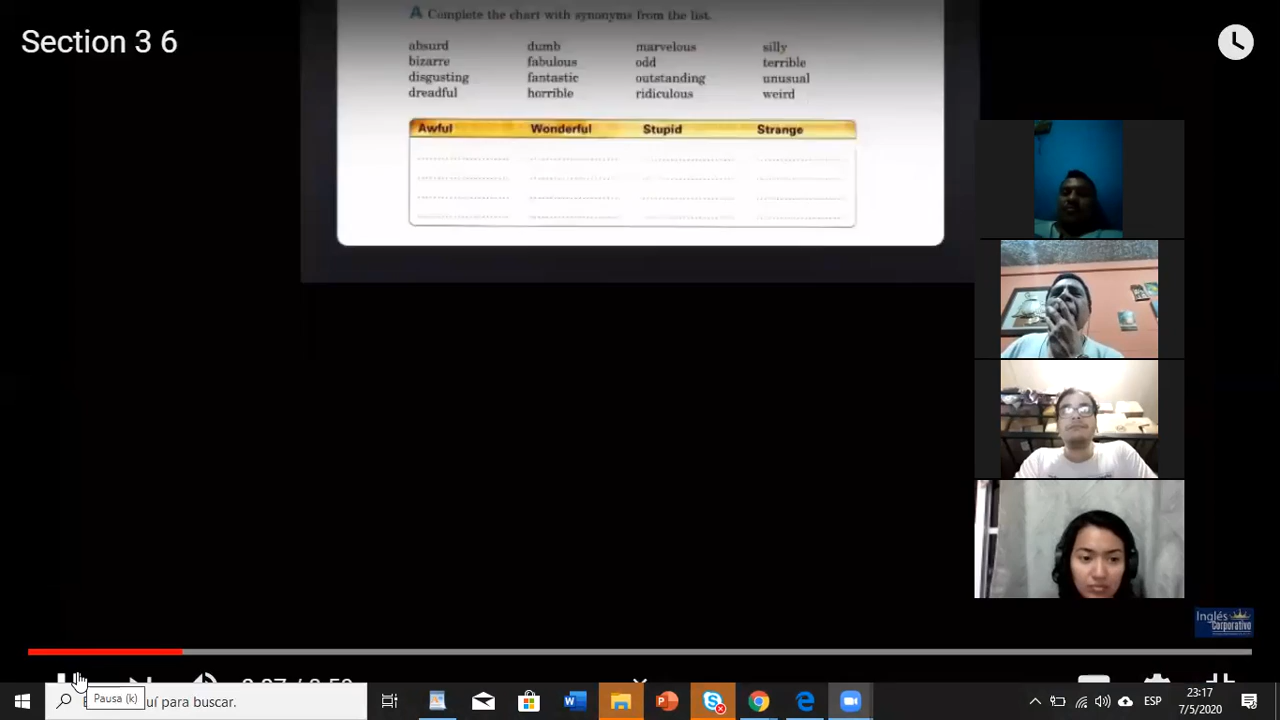 Section 3 6
A Complete the chart with synonyms from the list.
absurd dumb marvelous silly
bizarre fabulous odd terrible
disgusting fantastic outstanding unusual
dreadful horrible ridiculous weird
Awful Wonderful Stupid Strange
Inglés
Corporativo
Pausa (k)
uí para buscar.
ESP
23:17
7/5/2020